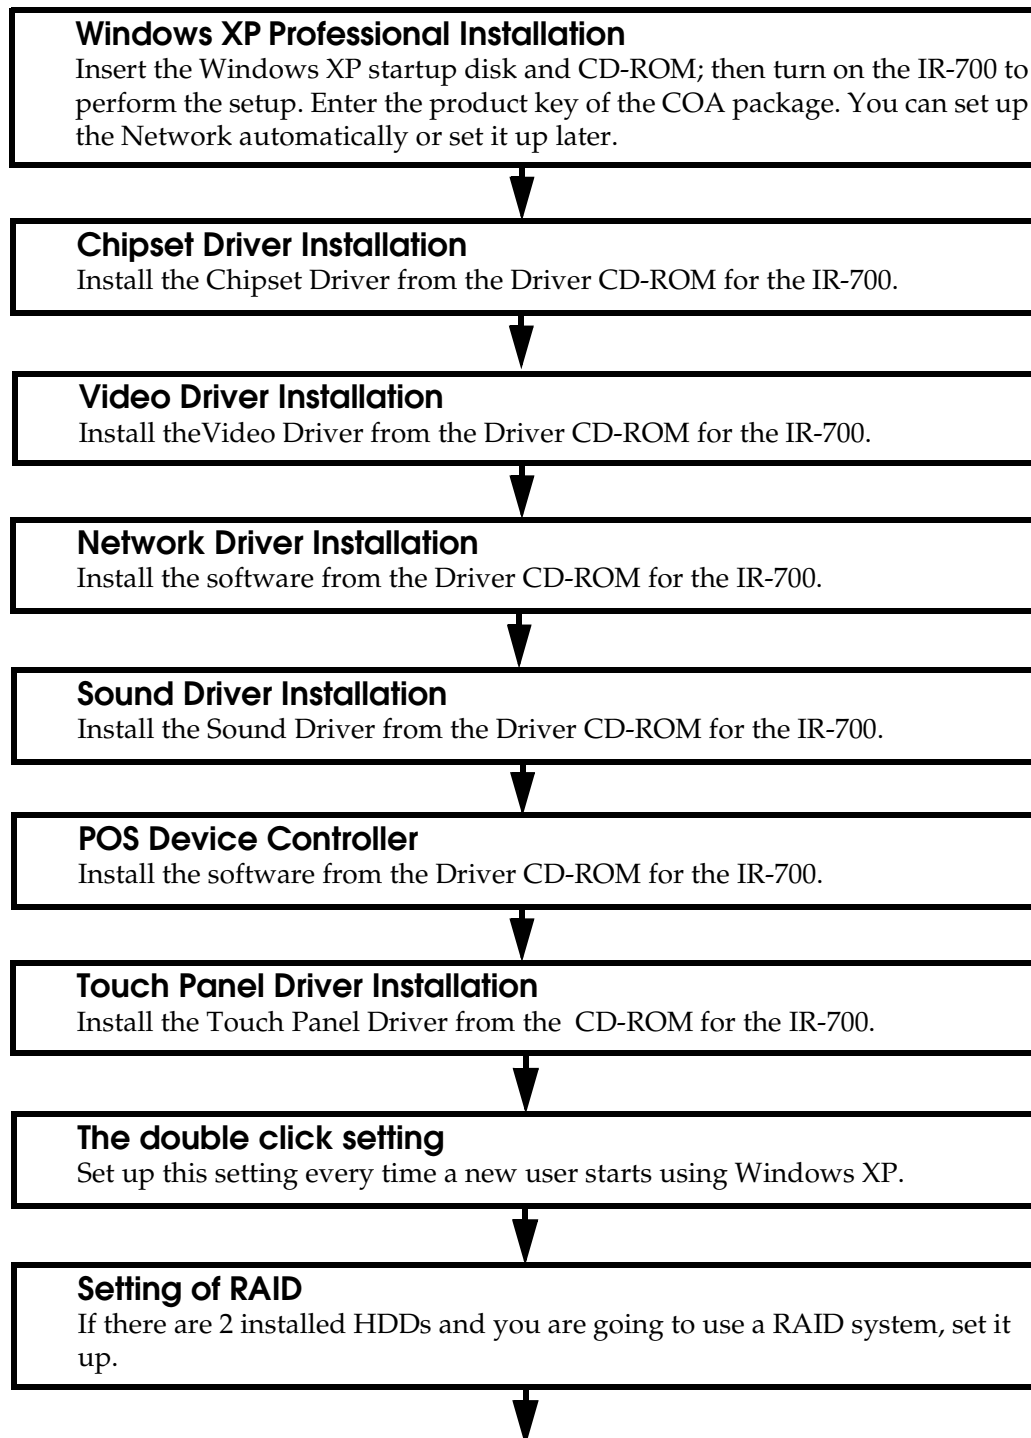 Windows XP Professional Installation
Insert the Windows XP startup disk and CD-ROM; then turn on the IR-700 to
perform the setup. Enter the product key of the COA package. You can set up
the Network automatically or set it up later.
Chipset Driver Installation
Install the Chipset Driver from the Driver CD-ROM for the IR-700.
Video Driver Installation
Install theVideo Driver from the Driver CD-ROM for the IR-700.
Network Driver Installation
Install the software from the Driver CD-ROM for the IR-700.
Sound Driver Installation
Install the Sound Driver from the Driver CD-ROM for the IR-700.
POS Device Controller
Install the software from the Driver CD-ROM for the IR-700.
Touch Panel Driver Installation
Install the Touch Panel Driver from the  CD-ROM for the IR-700.
The double click setting
Set up this setting every time a new user starts using Windows XP.
Setting of RAID
If there are 2 installed HDDs and you are going to use a RAID system, set it
up.